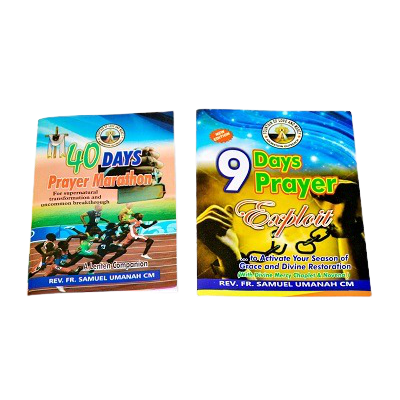 40 DAYS
Prayer Marathon
For supernatural
transformation and
uncommon breakthrough
A Lenten Companion
REV. FR. SAMUEL UMANAH CM
NEW
EDITION
9 Days
Prayer
Exploit
... to Activate Your Season of
Grace and Divine Restoration
(With Divine Mercy Chaplet & Novena)
REV. FR. SAMUEL UMANAH CM